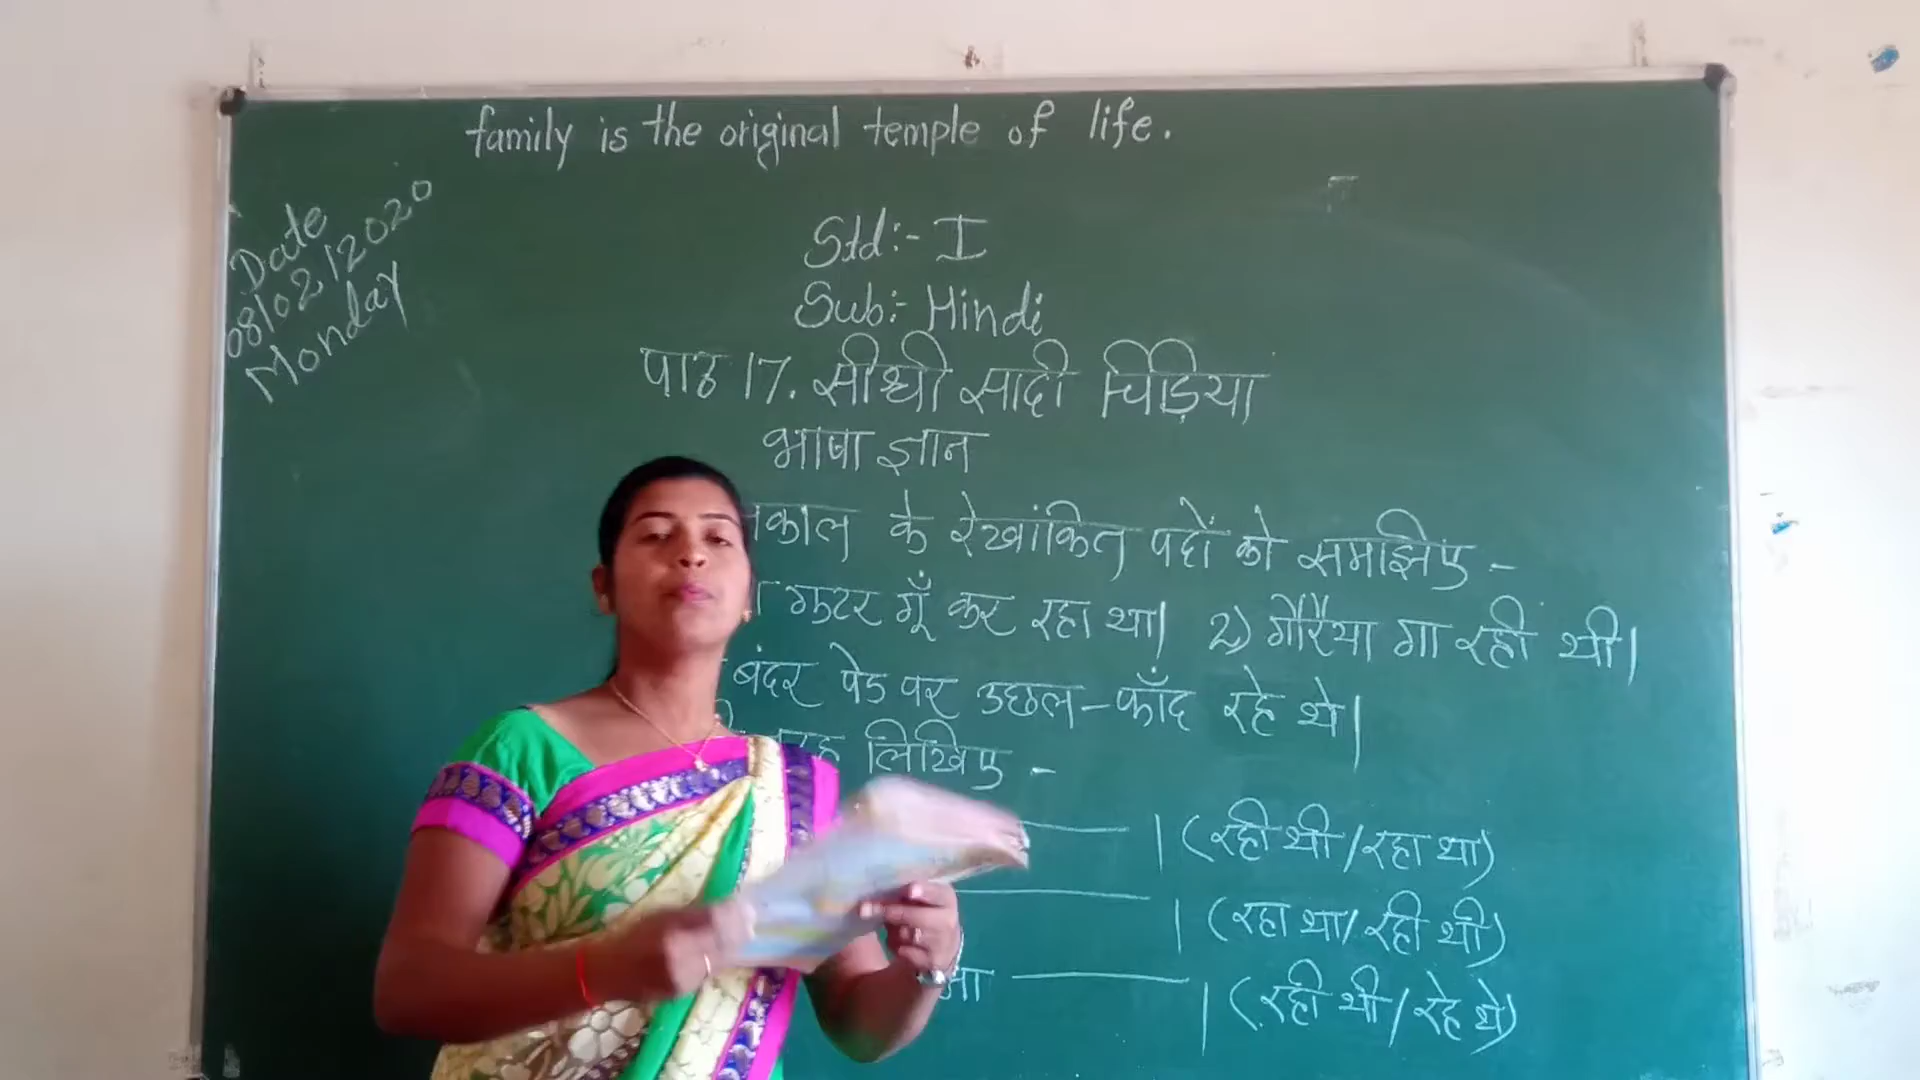 family is the original temple of life.
Date
08/02/2020
Monday
Std:- I
Sub:- Hindi
पाठ 17. सीधी सादी चिड़िया
भाषा ज्ञान
के रेखांकित पदों को समझिए -
गुटर गूँ कर रहा था। 2) गौरैया गा रही थी।
बंदर पेड पर उछल-फाँद रहे थे।
लिखिए -
। (रही थी/रहा था)
। (रहा था/रही थी)
। (रही थी/रहे थे)